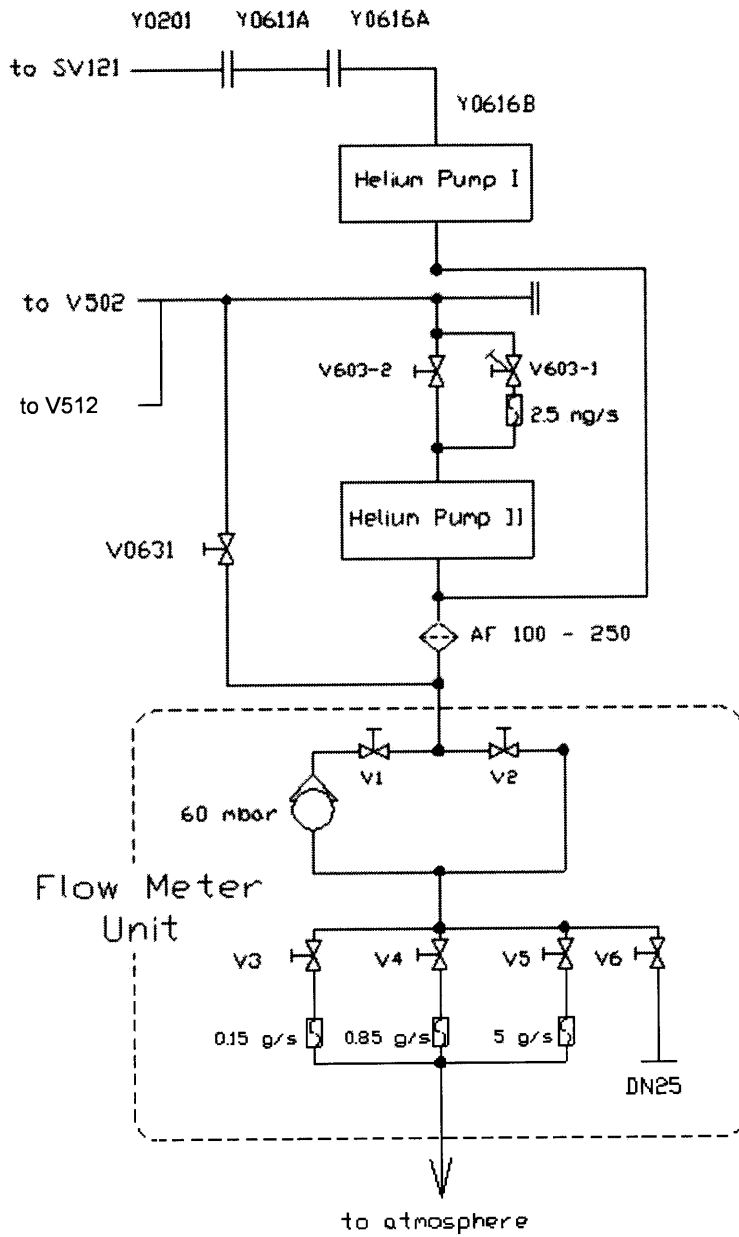 Y0201
Y0611A
Y0616A
to SV121
Y0616B
Helium Pump I
to V502
V603-2
V603-1
to V512
2.5 mg/s
Helium Pump II
V0631
AF 100 - 250
V1
V2
60 mbar
Flow Meter
Unit
V3
V4
V5
V6
0.15 g/s
0.85 g/s
5 g/s
DN25
to atmosphere